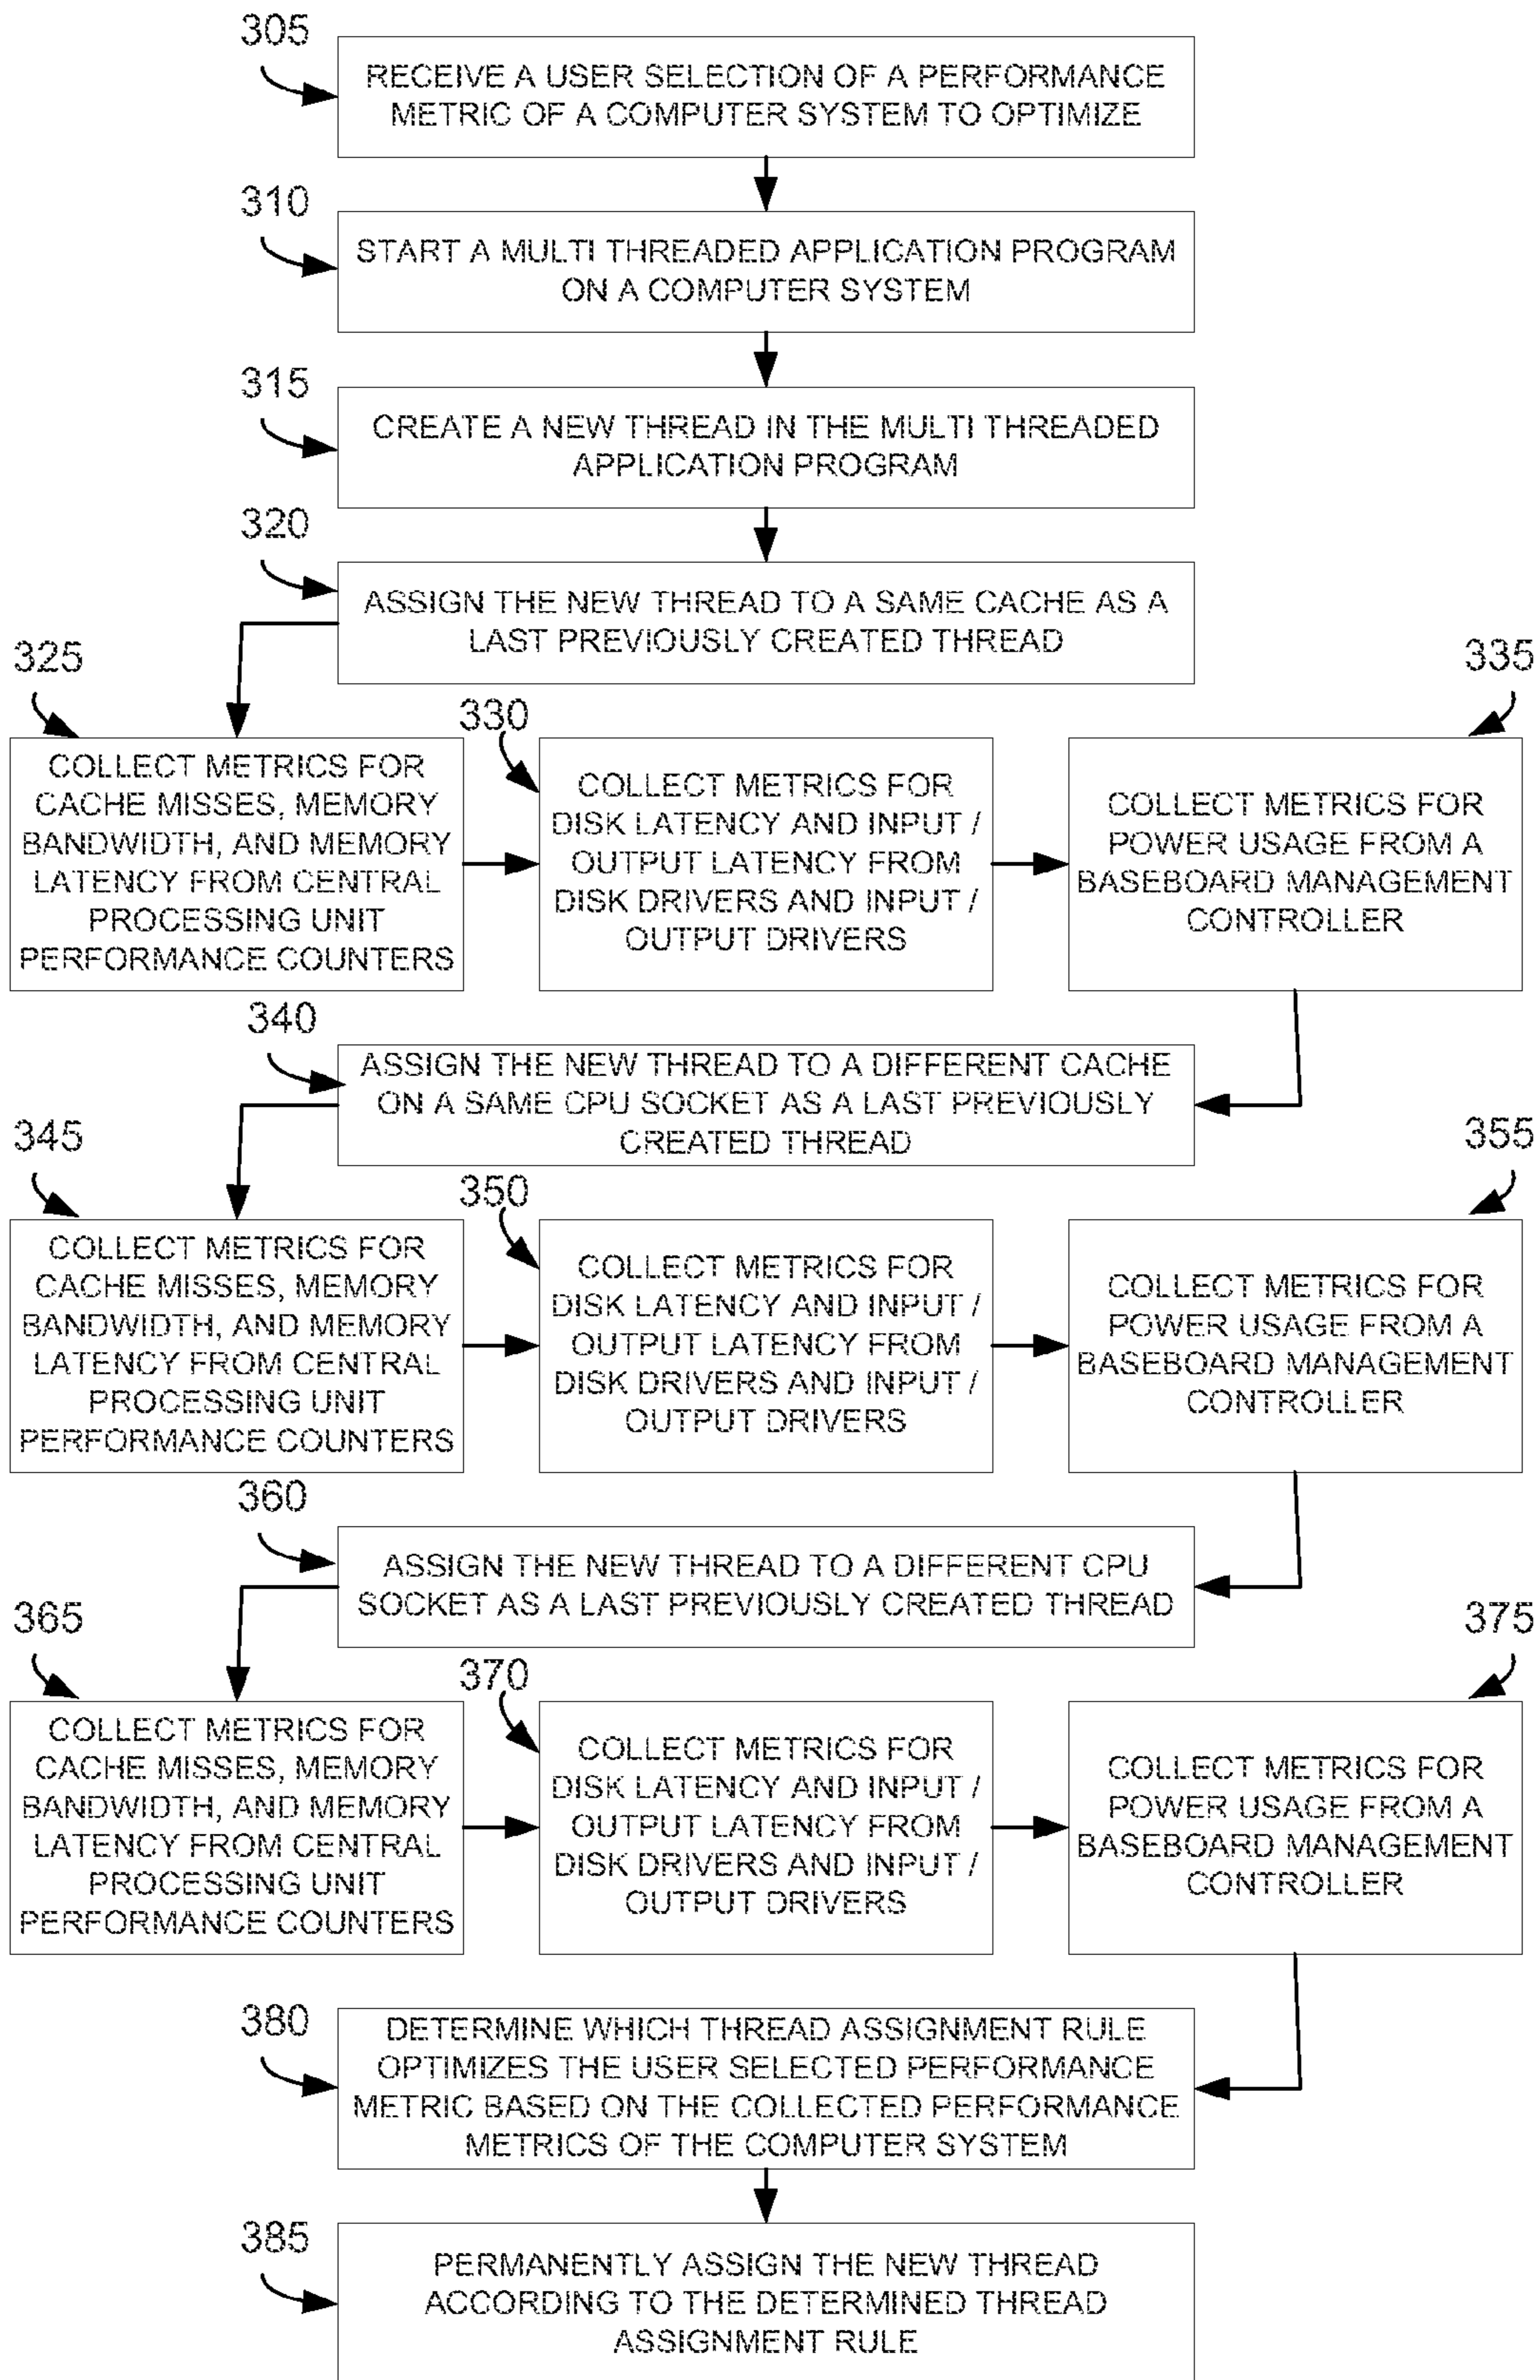 305
RECEIVE A USER SELECTION OF A PERFORMANCE
METRIC OF A COMPUTER SYSTEM TO OPTIMIZE
310
START A MULTI THREADED APPLICATION PROGRAM
ON A COMPUTER SYSTEM
315
CREATE A NEW THREAD IN THE MULTI THREADED
APPLICATION PROGRAM
320
ASSIGN THE NEW THREAD TO A SAME CACHE AS A
LAST PREVIOUSLY CREATED THREAD
325
COLLECT METRICS FOR
CACHE MISSES, MEMORY
BANDWIDTH, AND MEMORY
LATENCY FROM CENTRAL
PROCESSING UNIT
PERFORMANCE COUNTERS
330
COLLECT METRICS FOR
DISK LATENCY AND INPUT /
OUTPUT LATENCY FROM
DISK DRIVERS AND INPUT /
OUTPUT DRIVERS
335
COLLECT METRICS FOR
POWER USAGE FROM A
BASEBOARD MANAGEMENT
CONTROLLER
340
ASSIGN THE NEW THREAD TO A DIFFERENT CACHE
ON A SAME CPU SOCKET AS A LAST PREVIOUSLY
CREATED THREAD
345
COLLECT METRICS FOR
CACHE MISSES, MEMORY
BANDWIDTH, AND MEMORY
LATENCY FROM CENTRAL
PROCESSING UNIT
PERFORMANCE COUNTERS
350
COLLECT METRICS FOR
DISK LATENCY AND INPUT /
OUTPUT LATENCY FROM
DISK DRIVERS AND INPUT /
OUTPUT DRIVERS
355
COLLECT METRICS FOR
POWER USAGE FROM A
BASEBOARD MANAGEMENT
CONTROLLER
360
ASSIGN THE NEW THREAD TO A DIFFERENT CPU
SOCKET AS A LAST PREVIOUSLY CREATED THREAD
365
COLLECT METRICS FOR
CACHE MISSES, MEMORY
BANDWIDTH, AND MEMORY
LATENCY FROM CENTRAL
PROCESSING UNIT
PERFORMANCE COUNTERS
370
COLLECT METRICS FOR
DISK LATENCY AND INPUT /
OUTPUT LATENCY FROM
DISK DRIVERS AND INPUT /
OUTPUT DRIVERS
375
COLLECT METRICS FOR
POWER USAGE FROM A
BASEBOARD MANAGEMENT
CONTROLLER
380
DETERMINE WHICH THREAD ASSIGNMENT RULE
OPTIMIZES THE USER SELECTED PERFORMANCE
METRIC BASED ON THE COLLECTED PERFORMANCE
METRICS OF THE COMPUTER SYSTEM
385
PERMANENTLY ASSIGN THE NEW THREAD
ACCORDING TO THE DETERMINED THREAD
ASSIGNMENT RULE